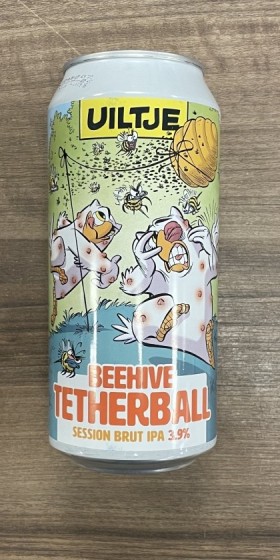 UILTJE
BEEHIVE
TETHERBALL
SESSION BRUT IPA 3.9%